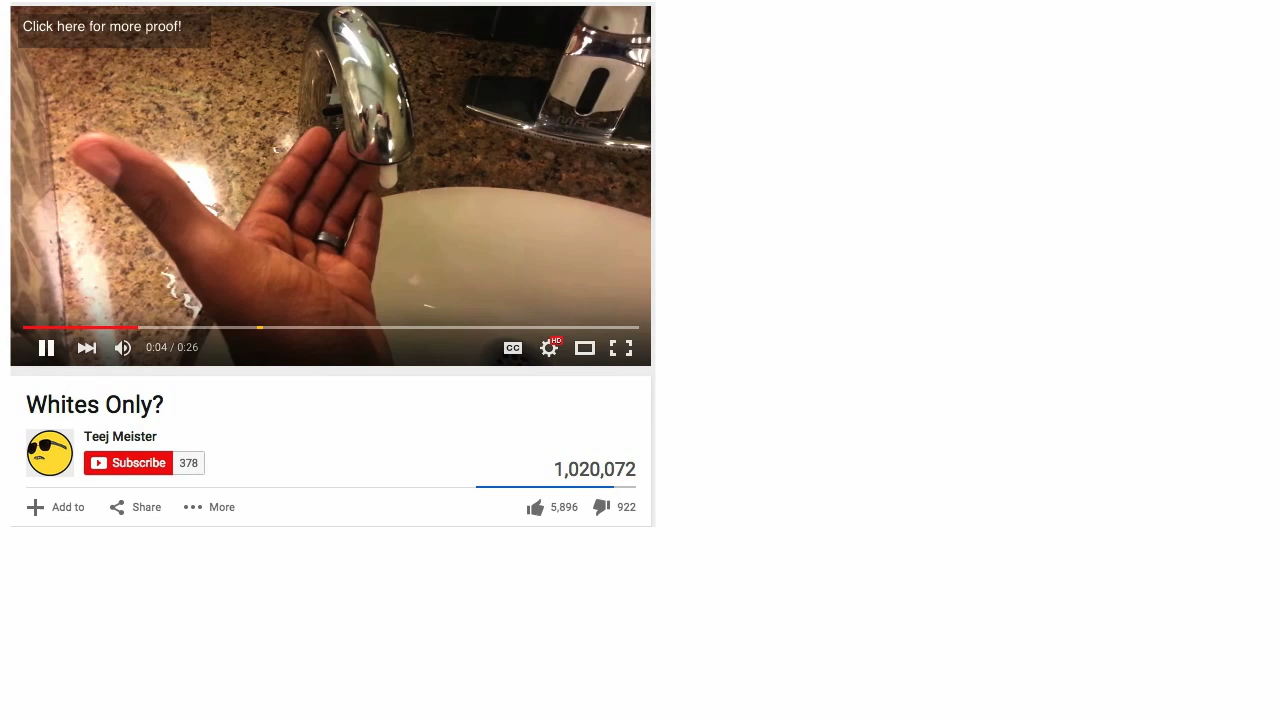 Click here for more proof!
0:04 / 0:26
CC
HD
Whites Only?
Teej Meister
Subscribe 378
1,020,072
Add to Share More 5,896 922